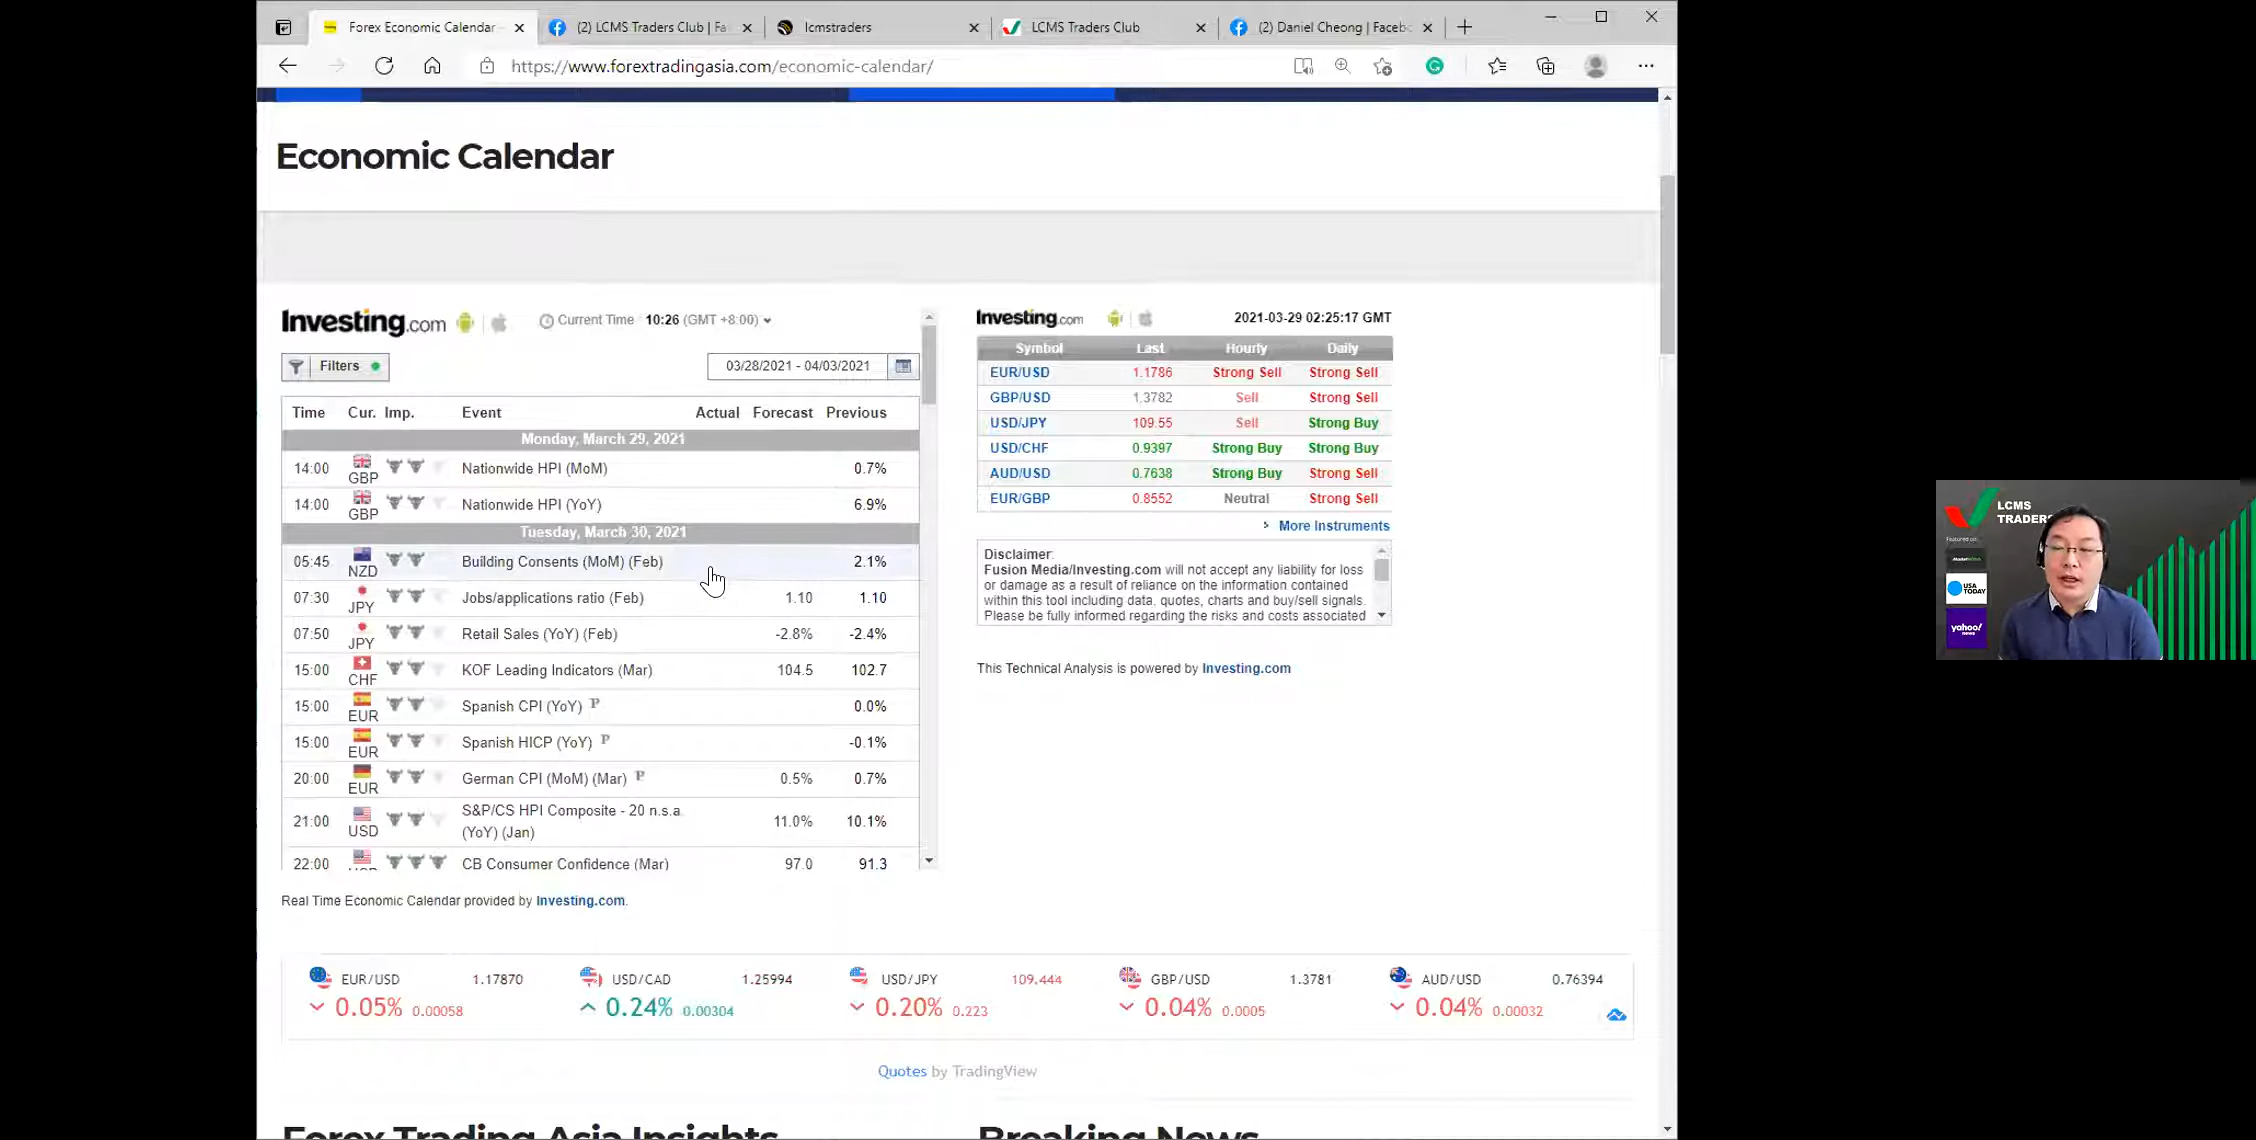 Forex Economic Calendar -
(2) LCMS Traders Club | Fa
lcmstraders
LCMS Traders Club
(2) Daniel Cheong | Faceb
https://www.forextradingasia.com/economic-calendar/
Economic Calendar
Investing.com
Current Time 10:26 (GMT +8:00)
Filters
03/28/2021 - 04/03/2021
Time Cur. Imp. Event Actual Forecast Previous
Monday, March 29, 2021
14:00 GBP Nationwide HPI (MoM) 0.7%
14:00 GBP Nationwide HPI (YoY) 6.9%
Tuesday, March 30, 2021
05:45 NZD Building Consents (MoM) (Feb) 2.1%
07:30 JPY Jobs/applications ratio (Feb) 1.10 1.10
07:50 JPY Retail Sales (YoY) (Feb) -2.8% -2.4%
15:00 CHF KOF Leading Indicators (Mar) 104.5 102.7
15:00 EUR Spanish CPI (YoY) P 0.0%
15:00 EUR Spanish HICP (YoY) P -0.1%
20:00 EUR German CPI (MoM) (Mar) P 0.5% 0.7%
21:00 USD S&P/CS HPI Composite - 20 n.s.a. 11.0% 10.1%
(YoY) (Jan)
22:00 CB Consumer Confidence (Mar) 97.0 91.3
Real Time Economic Calendar provided by Investing.com.
Investing.com
2021-03-29 02:25:17 GMT
Symbol Last Hourly Daily
EUR/USD 1.1786 Strong Sell Strong Sell
GBP/USD 1.3782 Sell Strong Sell
USD/JPY 109.55 Sell Strong Buy
USD/CHF 0.9397 Strong Buy Strong Buy
AUD/USD 0.7638 Strong Buy Strong Sell
EUR/GBP 0.8552 Neutral Strong Sell
More Instruments
Disclaimer:
Fusion Media/Investing.com will not accept any liability for loss
or damage as a result of reliance on the information contained
within this tool including data, quotes, charts and buy/sell signals.
Please be fully informed regarding the risks and costs associated
This Technical Analysis is powered by Investing.com
LCMS
TRADERS
Featured on:
USA
TODAY
yahoo!
news
EUR/USD 1.17870
0.05% 0.00058
USD/CAD 1.25994
0.24% 0.00304
USD/JPY 109.444
0.20% 0.223
GBP/USD 1.3781
0.04% 0.0005
AUD/USD 0.76394
0.04% 0.00032
Quotes by TradingView
Forex Trading Asia Insights
Breaking News